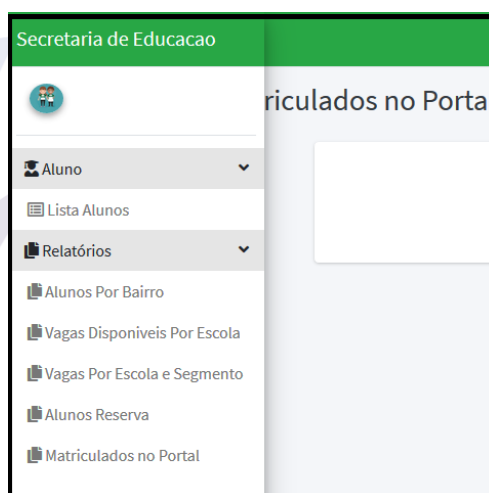 Secretaria de Educacao
riculados no Porta
Aluno
Lista Alunos
Relatórios
Alunos Por Bairro
Vagas Disponiveis Por Escola
Vagas Por Escola e Segmento
Alunos Reserva
Matriculados no Portal